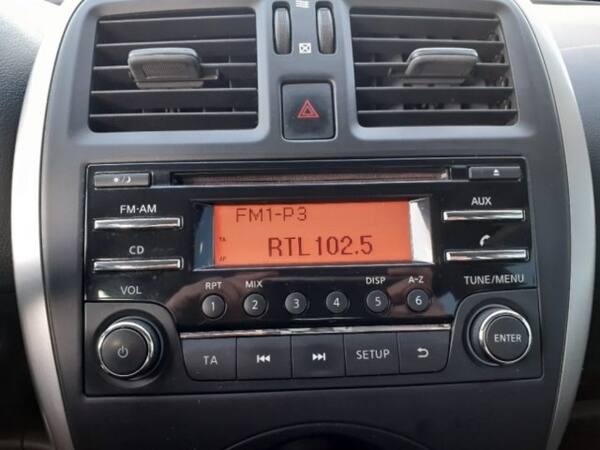 FM1-P3
TA
RTL102.5
FM·AM
CD
VOL
AUX
TUNE/MENU
RPT MIX DISP A-Z
1 2 3 4 5 6
TA SETUP
ENTER